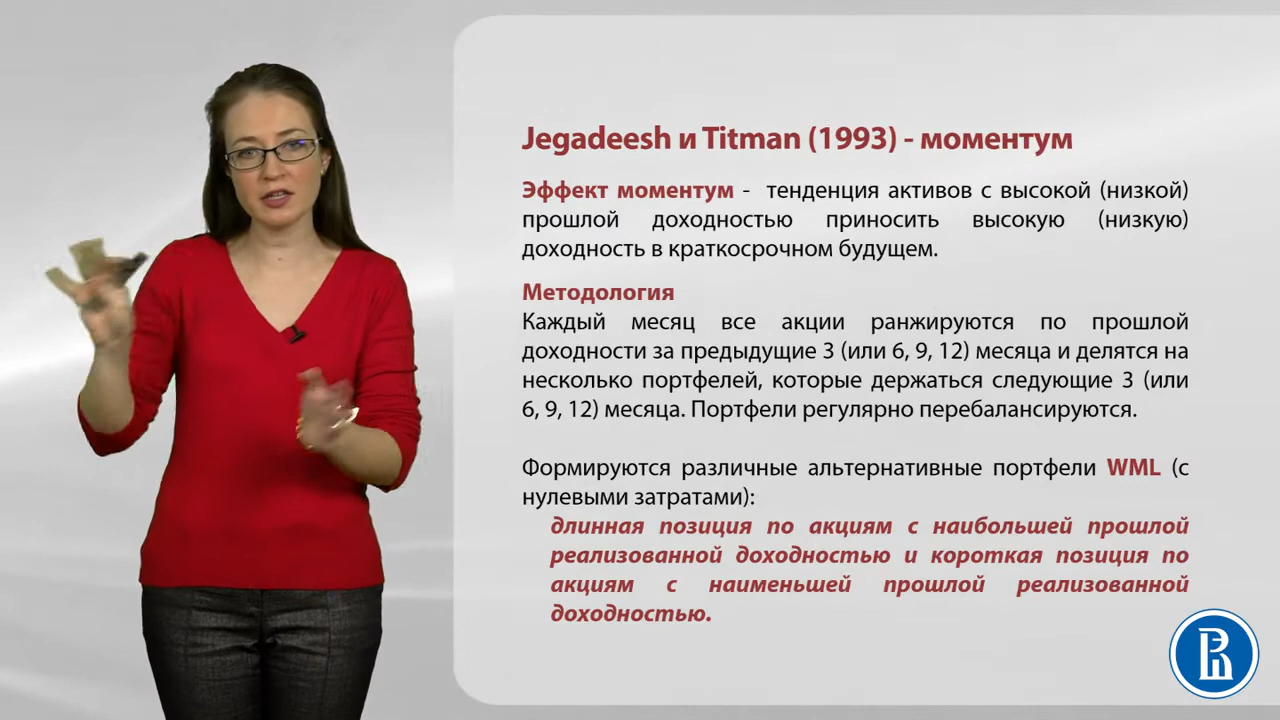 Jegadeesh и Titman (1993) - моментум
Эффект моментум - тенденция активов с высокой (низкой)
прошлой доходностью приносить высокую (низкую)
доходность в краткосрочном будущем.
Методология
Каждый месяц все акции ранжируются по прошлой
доходности за предыдущие 3 (или 6, 9, 12) месяца и делятся на
несколько портфелей, которые держаться следующие 3 (или
6, 9, 12) месяца. Портфели регулярно перебалансируются.
Формируются различные альтернативные портфели WML (с
нулевыми затратами):
длинная позиция по акциям с наибольшей прошлой
реализованной доходностью и короткая позиция по
акциям с наименьшей прошлой реализованной
доходностью.